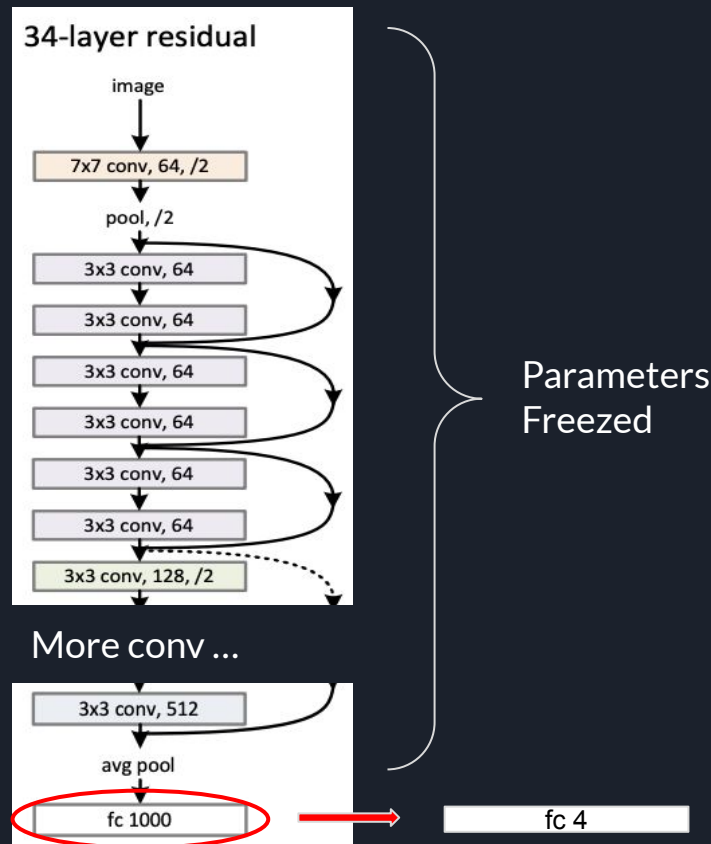 34-layer residual
image
7x7 conv, 64, /2
pool, /2
3x3 conv, 64
3x3 conv, 64
3x3 conv, 64
3x3 conv, 64
3x3 conv, 64
3x3 conv, 64
3x3 conv, 128, /2
Parameters
Freezed
More conv ...
3x3 conv, 512
avg pool
fc 1000
fc 4